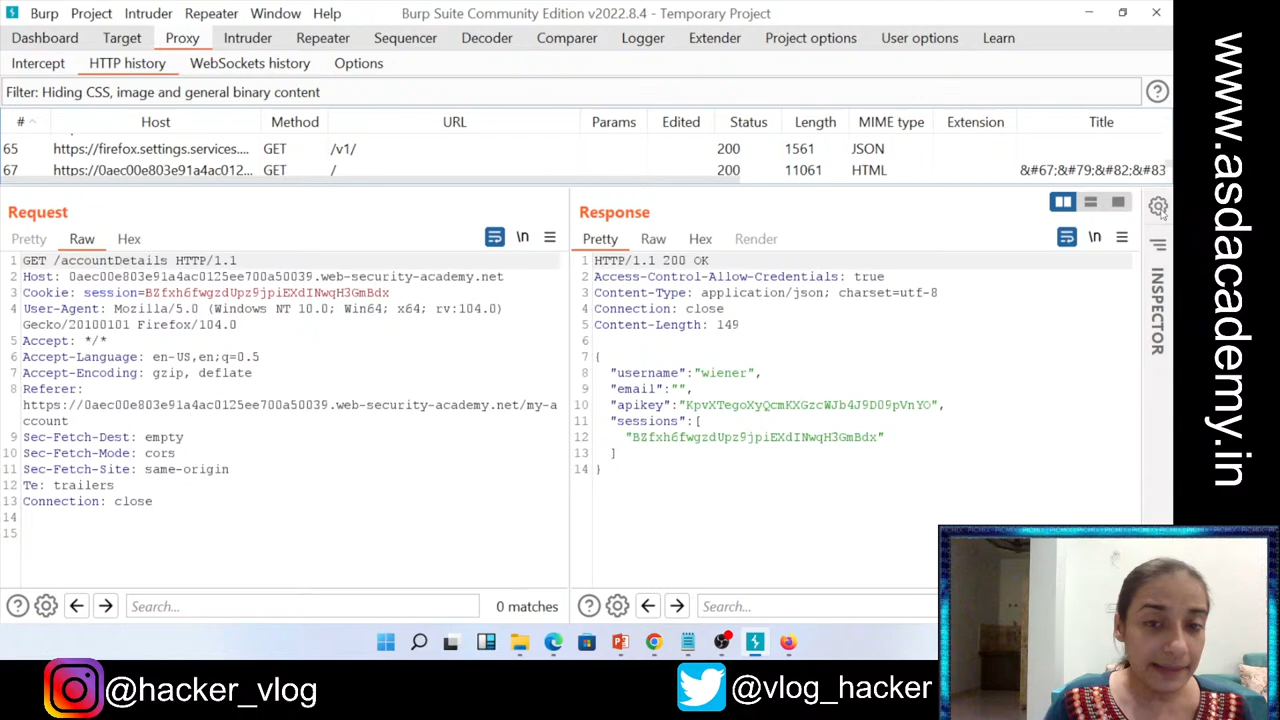 Burp Project Intruder Repeater Window Help Burp Suite Community Edition v2022.8.4 - Temporary Project
Dashboard Target Proxy Intruder Repeater Sequencer Decoder Comparer Logger Extender Project options User options Learn
Intercept HTTP history WebSockets history Options
Filter: Hiding CSS, image and general binary content
# Host Method URL Params Edited Status Length MIME type Extension Title
65 https://firefox.settings.services.... GET /v1/ 200 1561 JSON
67 https://0aec00e803e91a4ac012... GET / 200 11061 HTML &#67;&#79;&#82;&#83
Request
Pretty Raw Hex
\n
1 GET /accountDetails HTTP/1.1
2 Host: 0aec00e803e91a4ac0125ee700a50039.web-security-academy.net
3 Cookie: session=BZfxh6fwgzdUpz9jpiEXdINwqH3GmBdx
4 User-Agent: Mozilla/5.0 (Windows NT 10.0; Win64; x64; rv:104.0)
Gecko/20100101 Firefox/104.0
5 Accept: */*
6 Accept-Language: en-US,en;q=0.5
7 Accept-Encoding: gzip, deflate
8 Referer:
https://0aec00e803e91a4ac0125ee700a50039.web-security-academy.net/my-a
ccount
9 Sec-Fetch-Dest: empty
10 Sec-Fetch-Mode: cors
11 Sec-Fetch-Site: same-origin
12 Te: trailers
13 Connection: close
14
15
Search... 0 matches
Response
Pretty Raw Hex Render
\n
1 HTTP/1.1 200 OK
2 Access-Control-Allow-Credentials: true
3 Content-Type: application/json; charset=utf-8
4 Connection: close
5 Content-Length: 149
6
7 {
8 "username":"wiener",
9 "email":"",
10 "apikey":"KpvXTegoXyQcmKXGzcWJb4J9D09pVnYO",
11 "sessions":[
12 "BZfxh6fwgzdUpz9jpiEXdINwqH3GmBdx"
13 ]
14 }
Search...
INSPECTOR
www.asdacademy.in
@hacker_vlog
@vlog_hacker